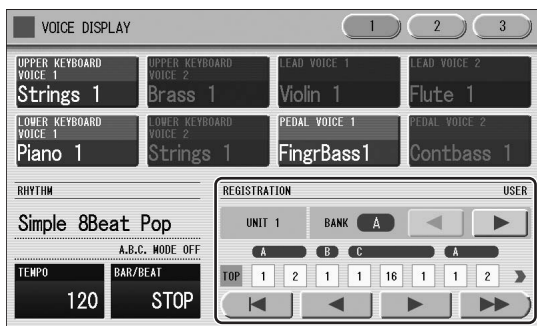 VOICE DISPLAY 1 2 3
UPPER KEYBOARD VOICE 1
Strings 1
UPPER KEYBOARD VOICE 2
Brass 1
LEAD VOICE 1
Violin 1
LEAD VOICE 2
Flute 1
LOWER KEYBOARD VOICE 1
Piano 1
LOWER KEYBOARD VOICE 2
Strings 1
PEDAL VOICE 1
FingrBass1
PEDAL VOICE 2
Contbass 1
RHYTHM
Simple 8Beat Pop
A.B.C. MODE OFF
TEMPO
120
BAR/BEAT
STOP
REGISTRATION USER
UNIT 1 BANK A
A B C A
TOP 1 2 1 1 16 1 1 2